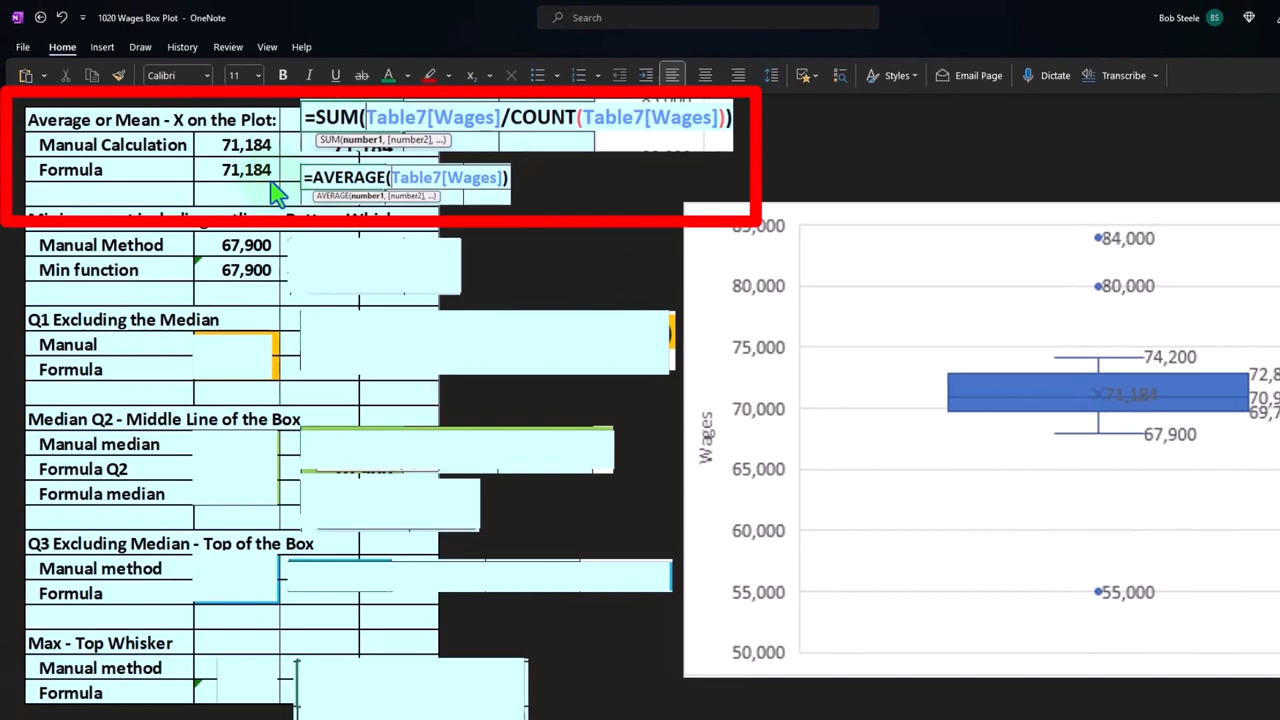 1020 Wages Box Plot - OneNote
Search
Bob Steele
BS
File Home Insert Draw History Review View Help
Calibri 11
Styles Email Page Dictate Transcribe
Average or Mean - X on the Plot: =SUM(Table7[Wages]/COUNT(Table7[Wages]))
SUM(number1, [number2], ...)
Manual Calculation 71,184
Formula 71,184 =AVERAGE(Table7[Wages])
AVERAGE(number1, [number2], ...)
Manual Method 67,900
Min function 67,900
Q1 Excluding the Median
Manual
Formula
Median Q2 - Middle Line of the Box
Manual median
Formula Q2
Formula median
Q3 Excluding Median - Top of the Box
Manual method
Formula
Max - Top Whisker
Manual method
Formula
85,000
80,000
75,000
70,000
65,000
60,000
55,000
50,000
Wages
84,000
80,000
74,200
71,184
67,900
55,000